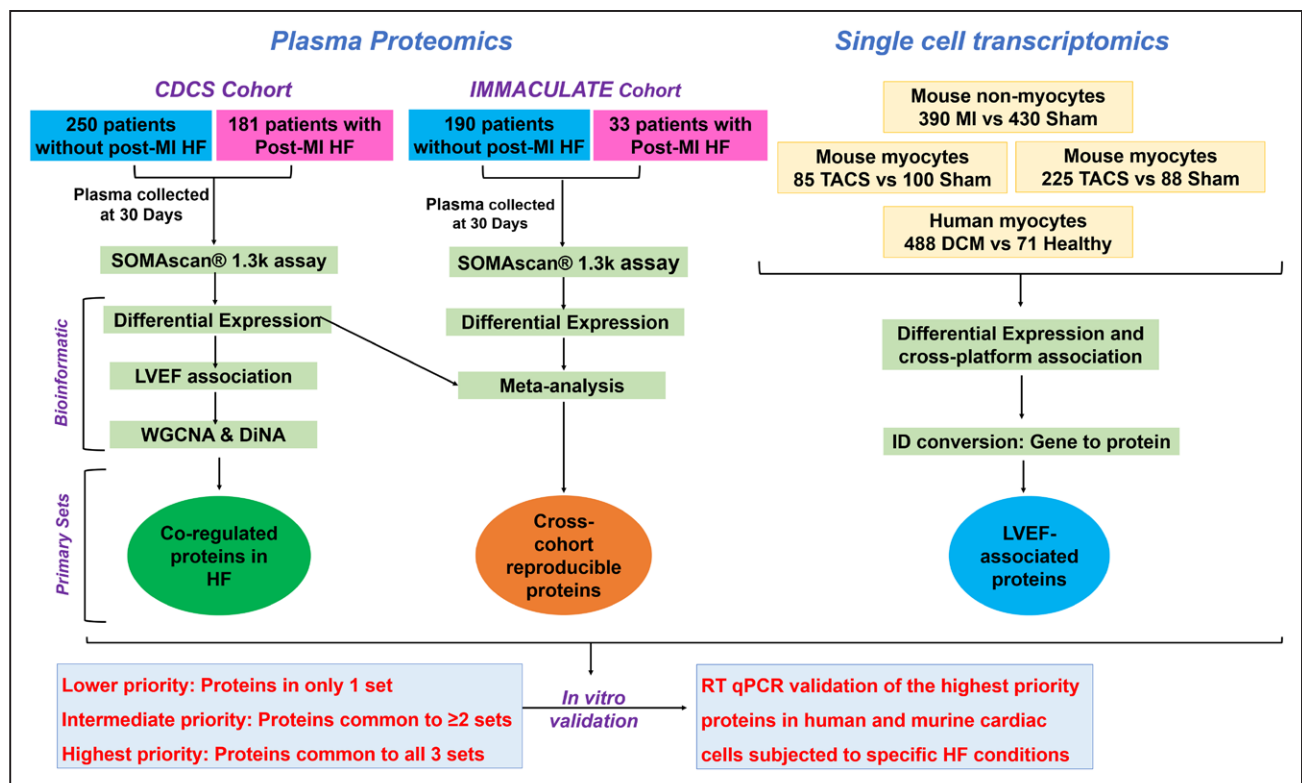 Plasma Proteomics
Single cell transcriptomics
CDCS Cohort
IMMACULATE Cohort
250 patients
without post-MI HF
181 patients with
Post-MI HF
190 patients
without post-MI HF
33 patients with
Post-MI HF
Mouse non-myocytes
390 MI vs 430 Sham
Mouse myocytes
85 TACS vs 100 Sham
Mouse myocytes
225 TACS vs 88 Sham
Human myocytes
488 DCM vs 71 Healthy
Plasma collected
at 30 Days
Plasma collected
at 30 Days
SOMAscan® 1.3k assay
SOMAscan® 1.3k assay
Bioinformatic
Differential Expression
Differential Expression
Differential Expression and
cross-platform association
LVEF association
Meta-analysis
WGCNA & DiNA
ID conversion: Gene to protein
Primary Sets
Co-regulated
proteins in
HF
Cross-
cohort
reproducible
proteins
LVEF-
associated
proteins
Lower priority: Proteins in only 1 set
Intermediate priority: Proteins common to ≥2 sets
Highest priority: Proteins common to all 3 sets
In vitro
validation
RT qPCR validation of the highest priority
proteins in human and murine cardiac
cells subjected to specific HF conditions